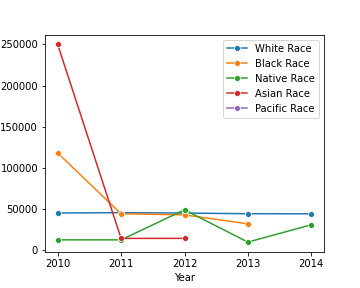 250000
200000
150000
100000
50000
0
2010 2011 2012 2013 2014
Year
White Race
Black Race
Native Race
Asian Race
Pacific Race